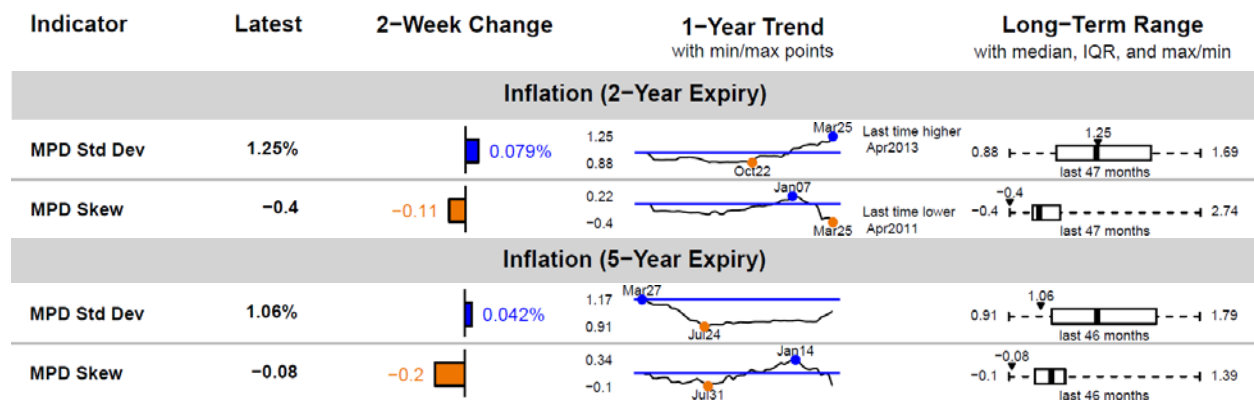 Indicator Latest 2−Week Change 1−Year Trend Long−Term Range
with min/max points with median, IQR, and max/min
Inflation (2−Year Expiry)
MPD Std Dev 1.25% 0.079% 1.25 0.88 Mar25 Oct22 Last time higher Apr2013 0.88 1.25 1.69 last 47 months
MPD Skew −0.4 −0.11 0.22 −0.4 Jan07 Mar25 Last time lower Apr2011 −0.4 −0.4 2.74 last 47 months
Inflation (5−Year Expiry)
MPD Std Dev 1.06% 0.042% 1.17 0.91 Mar27 Jul24 0.91 1.06 1.79 last 46 months
MPD Skew −0.08 −0.2 0.34 −0.1 Jan14 Jul31 −0.1 −0.08 1.39 last 46 months